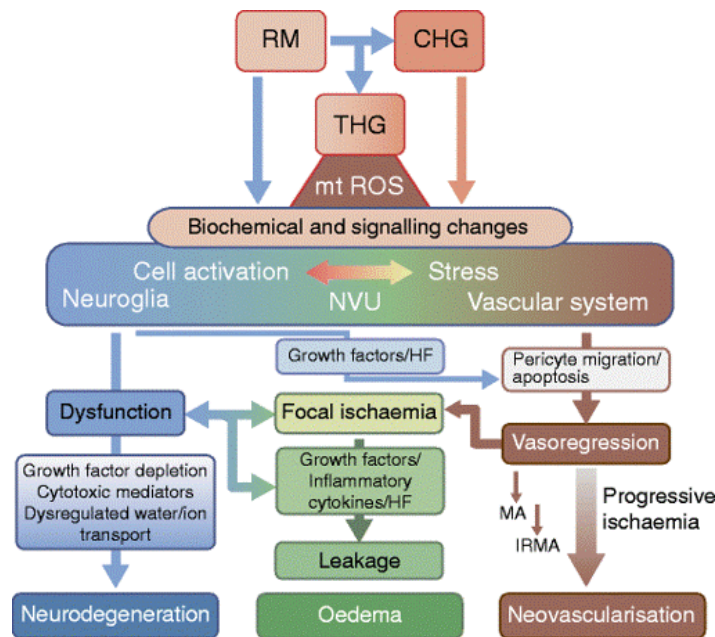 RM
CHG
THG
mt ROS
Biochemical and signalling changes
Cell activation
Stress
Neuroglia
NVU
Vascular system
Growth factors/HF
Pericyte migration/
apoptosis
Dysfunction
Focal ischaemia
Vasoregression
Growth factor depletion
Cytotoxic mediators
Dysregulated water/ion
transport
Growth factors/
Inflammatory
cytokines/HF
MA
IRMA
Progressive
ischaemia
Leakage
Neurodegeneration
Oedema
Neovascularisation